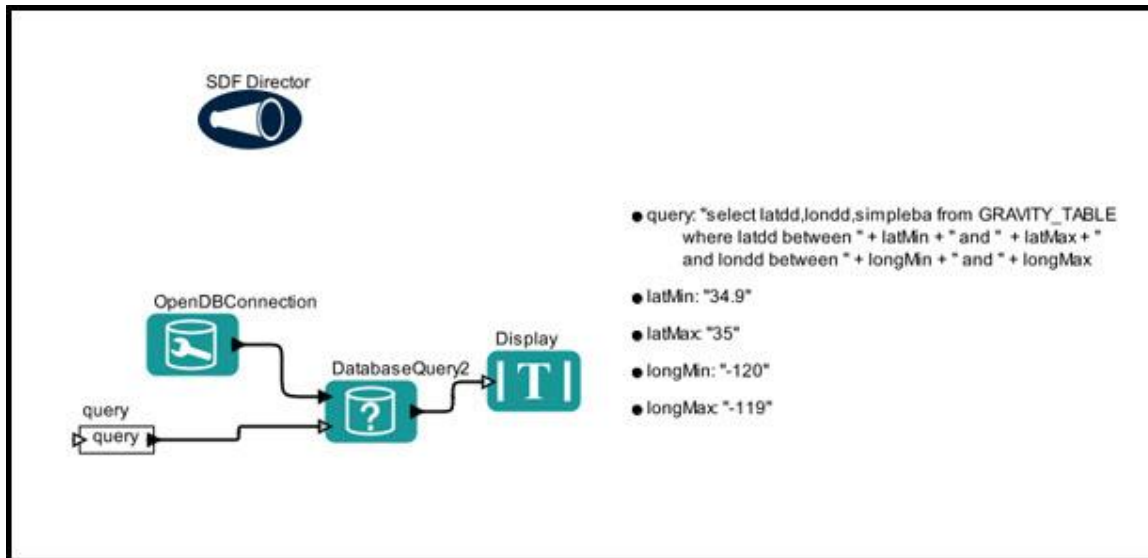 SDF Director
● query: "select latdd,londd,simpleba from GRAVITY_TABLE
where latdd between " + latMin + " and " + latMax + "
and londd between " + longMin + " and " + longMax
● latMin: "34.9"
● latMax: "35"
● longMin: "-120"
● longMax: "-119"
OpenDBConnection
Display
T
DatabaseQuery2
?
query
query